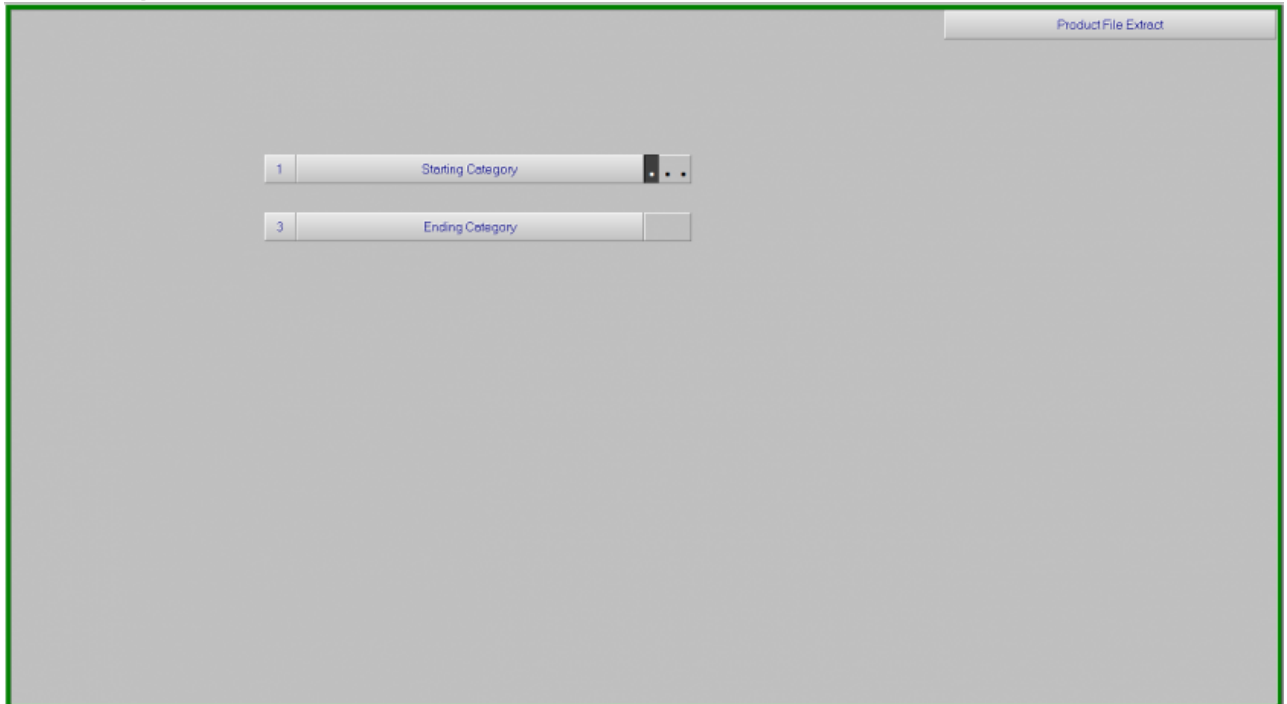 Product File Extract
1 Starting Category . . .
3 Ending Category